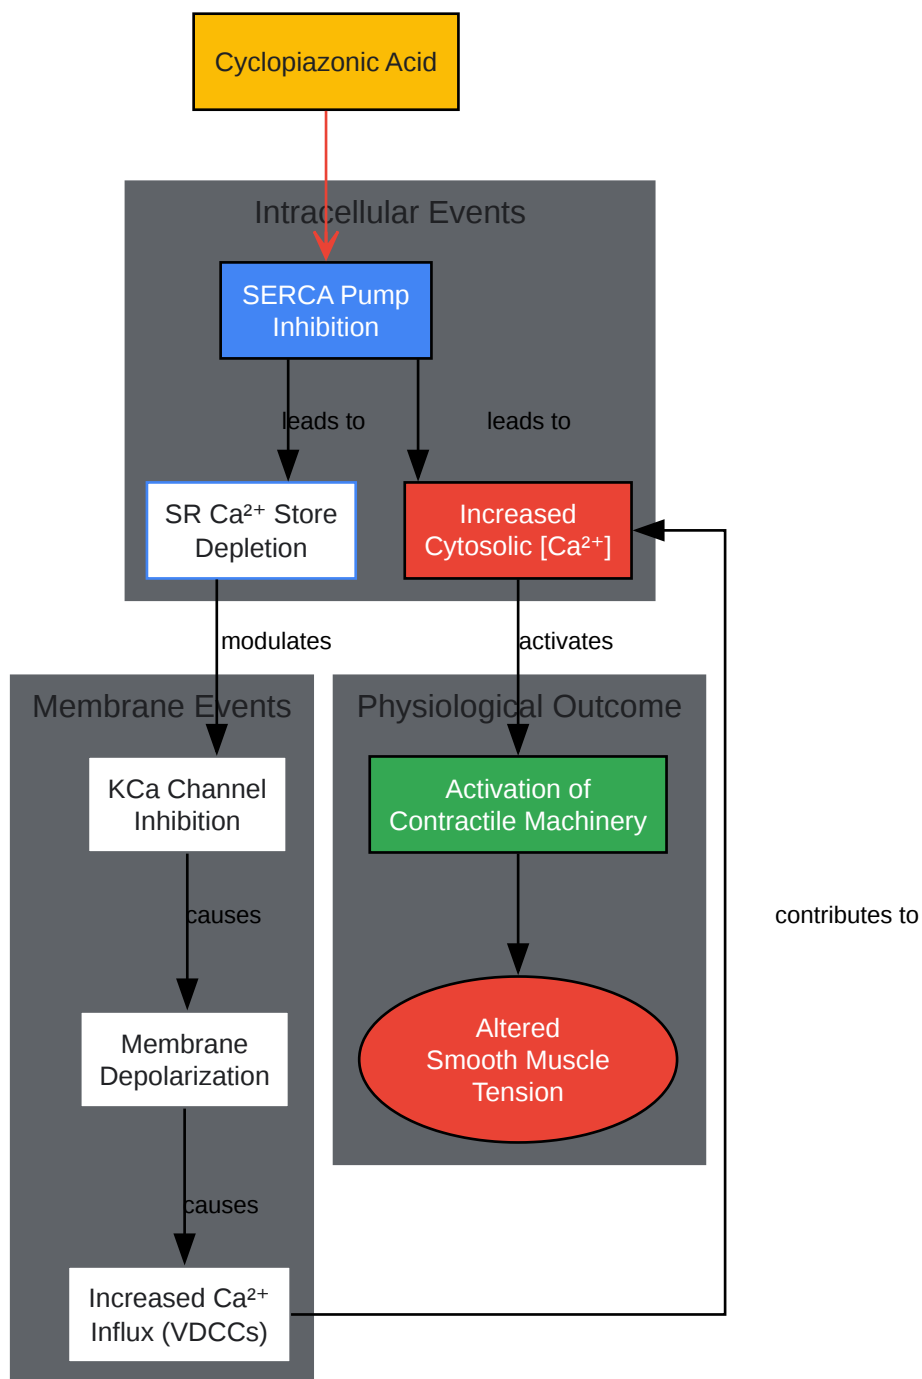 Cyclopiazonic Acid
Intracellular Events
SERCA Pump
Inhibition
leads to
leads to
SR Ca²⁺ Store
Depletion
Increased
Cytosolic [Ca²⁺]
modulates
activates
Membrane Events
Physiological Outcome
KCa Channel
Inhibition
Activation of
Contractile Machinery
causes
contributes to
Membrane
Depolarization
Altered
Smooth Muscle
Tension
causes
Increased Ca²⁺
Influx (VDCCs)